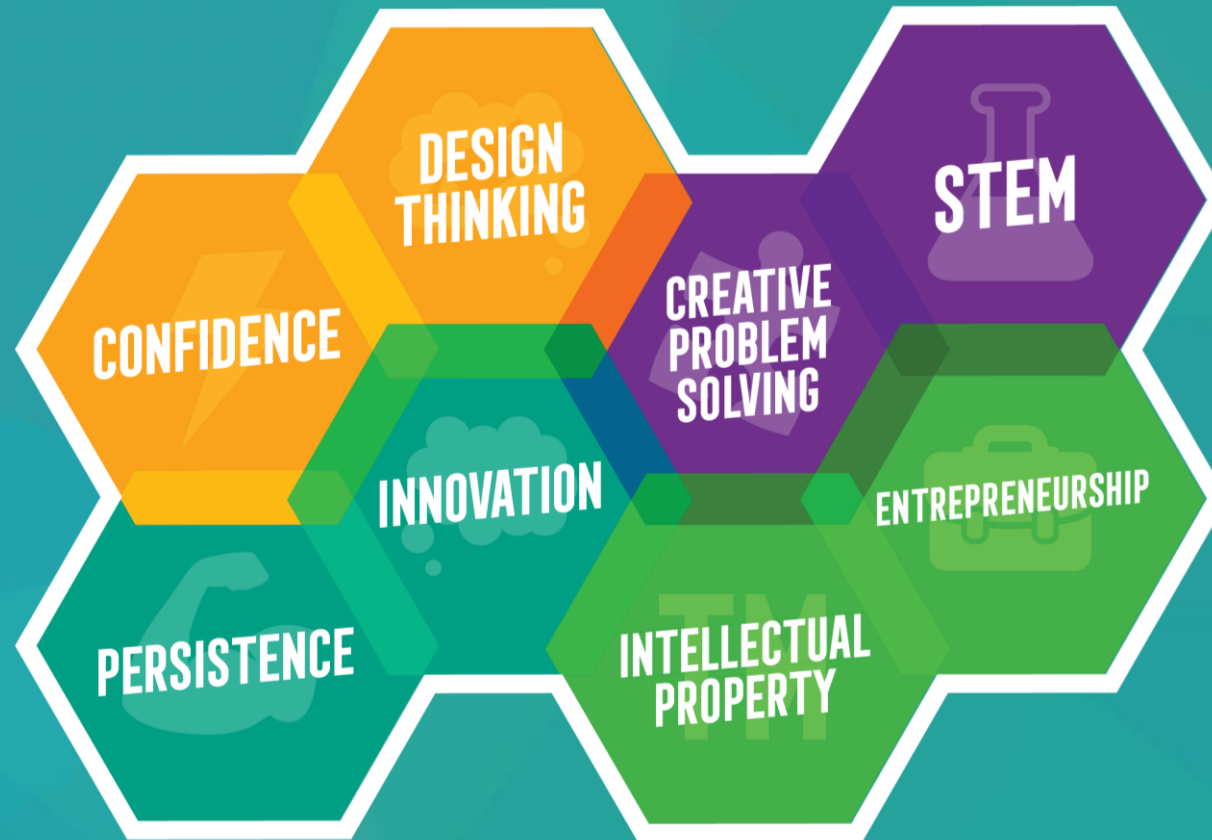 DESIGN
THINKING
STEM
CONFIDENCE
CREATIVE
PROBLEM
SOLVING
INNOVATION
ENTREPRENEURSHIP
PERSISTENCE
INTELLECTUAL
PROPERTY
TM